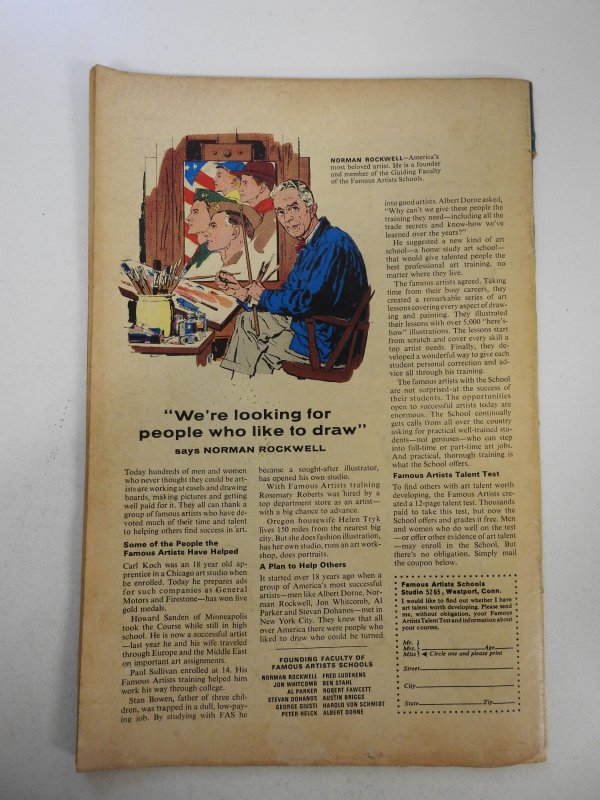 NORMAN ROCKWELL—America's
most beloved artist. He is a founder
and member of the Guiding Faculty
of the Famous Artists Schools.
"We're looking for
people who like to draw"
says NORMAN ROCKWELL
Today hundreds of men and women
who never thought they could be art-
ists are working at easels and drawing
boards, making pictures and getting
well paid for it. They all can thank a
group of famous artists who have de-
voted much of their time and talent
to helping others find success in art.
Some of the People the
Famous Artists Have Helped
Carl Koch was an 18 year old ap-
prentice in a Chicago art studio when
he enrolled. Today he prepares ads
for such companies as General
Motors and Firestone—has won five
gold medals.
Howard Sanden of Minneapolis
took the Course while still in high
school. He is now a successful artist
—last year he and his wife traveled
through Europe and the Middle East
on important art assignments.
Paul Sullivan enrolled at 14. His
Famous Artists training helped him
work his way through college.
Stan Bowen, father of three chil-
dren, was trapped in a dull, low-pay-
ing job. By studying with FAS he
became a sought-after illustrator,
has opened his own studio.
With Famous Artists training
Rosemary Roberts was hired by a
top department store as an artist—
with a big chance to advance.
Oregon housewife Helen Tryk
lives 150 miles from the nearest big
city. But she does fashion illustration,
has her own studio, runs an art work-
shop, does portraits.
A Plan to Help Others
It started over 18 years ago when a
group of America's most successful
artists—men like Albert Dorne, Nor-
man Rockwell, Jon Whitcomb, Al
Parker and Stevan Dohanos—met in
New York City. They knew that all
over America there were people who
liked to draw who could be turned
FOUNDING FACULTY OF
FAMOUS ARTISTS SCHOOLS
NORMAN ROCKWELL FRED LUDEKENS
JON WHITCOMB BEN STAHL
AL PARKER ROBERT FAWCETT
STEVAN DOHANOS AUSTIN BRIGGS
GEORGE GIUSTI HAROLD VON SCHMIDT
PETER HELCK ALBERT DORNE
into good artists. Albert Dorne asked,
"Why can't we give these people the
training they need—including all the
trade secrets and know-how we've
learned over the years?"
He suggested a new kind of art
school—a home study art school—
that would give talented people the
best professional art training, no
matter where they live.
The famous artists agreed. Taking
time from their busy careers, they
created a remarkable series of art
lessons covering every aspect of draw-
ing and painting. They illustrated
their lessons with over 5,000 "here's-
how" illustrations. The lessons start
from scratch and cover every skill a
top artist needs. Finally, they de-
veloped a wonderful way to give each
student personal correction and ad-
vice all through his training.
The famous artists with the School
are not surprised at the success of
their students. The opportunities
open to successful artists today are
enormous. The School continually
gets calls from all over the country
asking for practical well-trained stu-
dents—not geniuses—who can step
into full-time or part-time art jobs.
And practical, thorough training is
what the School offers.
Famous Artists Talent Test
To find others with art talent worth
developing, the Famous Artists cre-
ated a 12-page talent test. Thousands
paid to take this test, but now the
School offers and grades it free. Men
and women who do well on the test
—or offer other evidence of art talent
—may enroll in the School. But
there's no obligation. Simply mail
the coupon below.
Famous Artists Schools
Studio 5265, Westport, Conn.
I would like to find out whether I have
art talent worth developing. Please send
me, without obligation, your Famous
Artists Talent Test and information about
your courses.
Mr.
Mrs. Age
Miss Circle one and please print
Street
City
State Zip